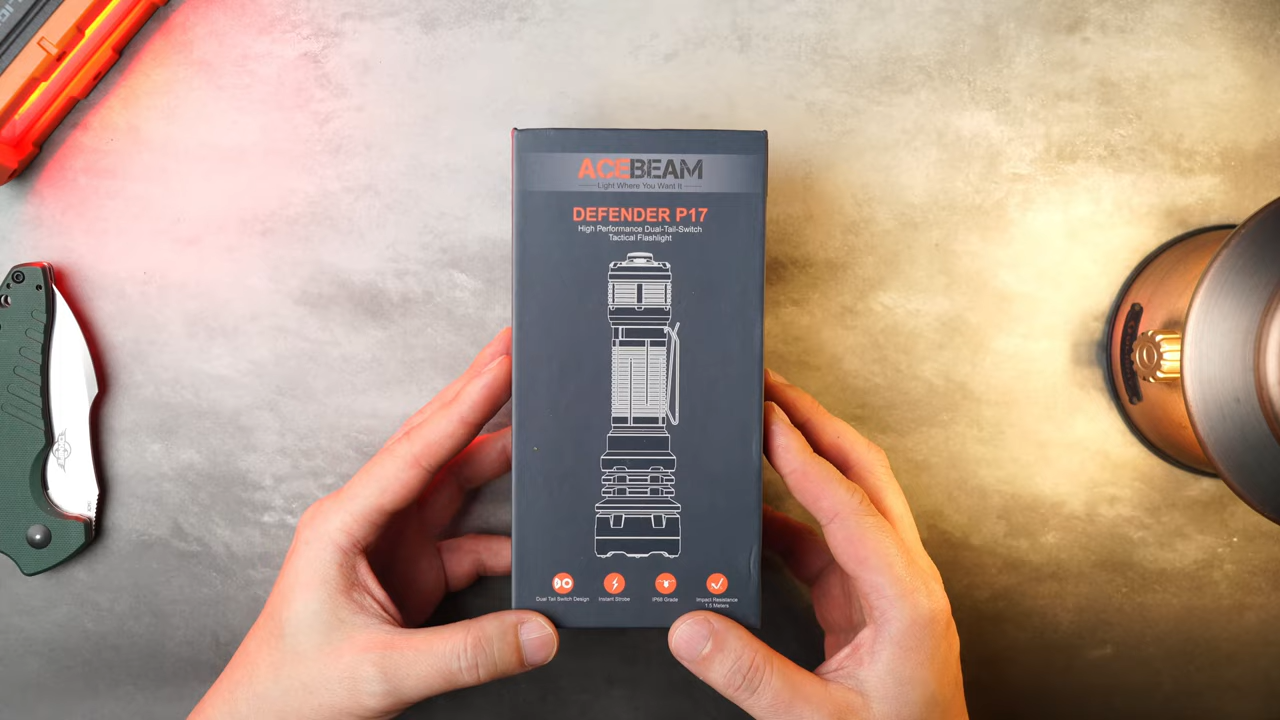 ACEBEAM
Light Where You Want It
DEFENDER P17
High Performance Dual-Tail-Switch
Tactical Flashlight
Dual Tail Switch Design
Instant Strobe
IP68 Grade
Impact Resistance
1.5 Meters